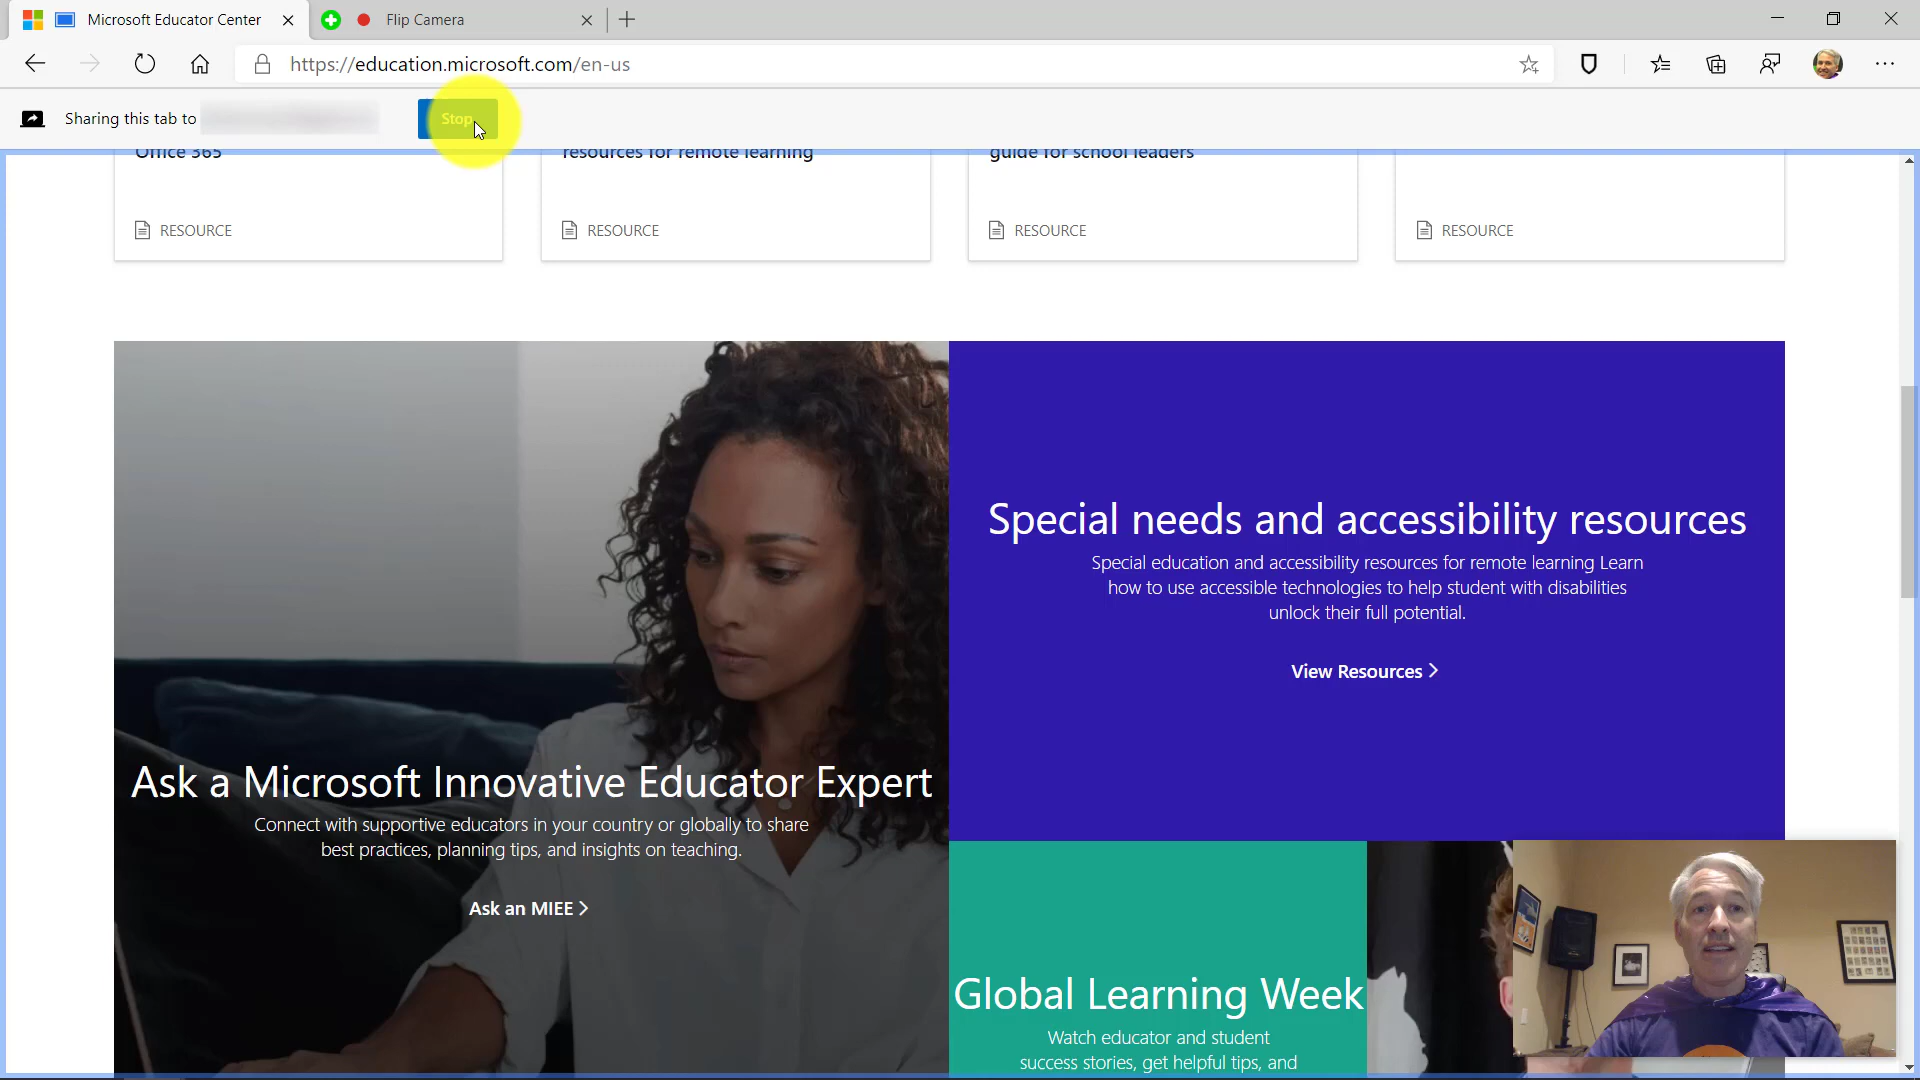 Microsoft Educator Center
Flip Camera
https://education.microsoft.com/en-us
Sharing this tab to
Stop
Office 365
resources for remote learning
guide for school leaders
RESOURCE
RESOURCE
RESOURCE
RESOURCE
Special needs and accessibility resources
Special education and accessibility resources for remote learning Learn
how to use accessible technologies to help student with disabilities
unlock their full potential.
View Resources
Ask a Microsoft Innovative Educator Expert
Connect with supportive educators in your country or globally to share
best practices, planning tips, and insights on teaching.
Ask an MIEE
Global Learning Week
Watch educator and student
success stories, get helpful tips, and